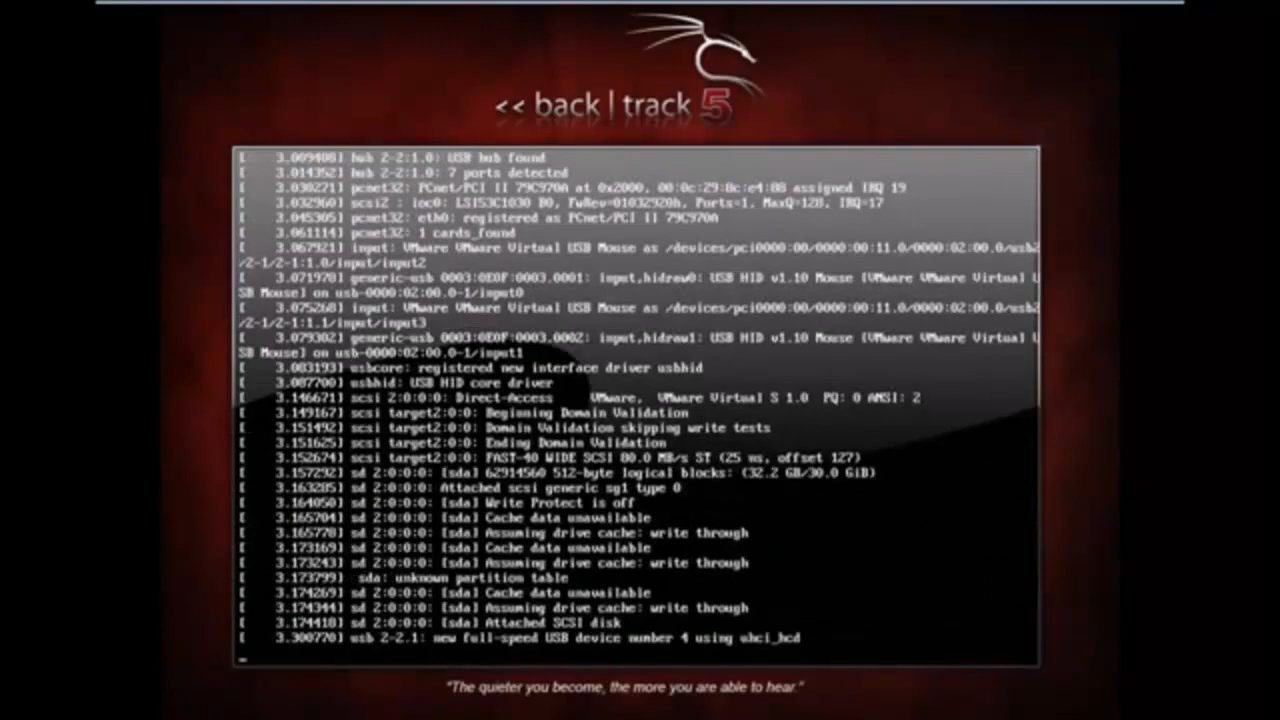 << back | track 5
[    3.009408] hub 2-2:1.0: USB hub found
[    3.014352] hub 2-2:1.0: 7 ports detected
[    3.030271] pcnet32: PCnet/PCI II 79C970A at 0x2000, 00:0c:29:8c:e4:88 assigned IRQ 19
[    3.032960] scsi2 : ioc0: LSI53C1030 B0, FwRev=01032920h, Ports=1, MaxQ=128, IRQ=17
[    3.045305] pcnet32: eth0: registered as PCnet/PCI II 79C970A
[    3.061114] pcnet32: 1 cards_found
[    3.067921] input: VMware VMware Virtual USB Mouse as /devices/pci0000:00/0000:00:11.0/0000:02:00.0/usb2
/2-1/2-1:1.0/input/input2
[    3.071978] generic-usb 0003:0E0F:0003.0001: input,hidraw0: USB HID v1.10 Mouse [VMware VMware Virtual U
SB Mouse] on usb-0000:02:00.0-1/input0
[    3.075268] input: VMware VMware Virtual USB Mouse as /devices/pci0000:00/0000:00:11.0/0000:02:00.0/usb2
/2-1/2-1:1.1/input/input3
[    3.079302] generic-usb 0003:0E0F:0003.0002: input,hidraw1: USB HID v1.10 Mouse [VMware VMware Virtual U
SB Mouse] on usb-0000:02:00.0-1/input1
[    3.083193] usbcore: registered new interface driver usbhid
[    3.087700] usbhid: USB HID core driver
[    3.146671] scsi 2:0:0:0: Direct-Access     VMware,  VMware Virtual S 1.0  PQ: 0 ANSI: 2
[    3.149167] scsi target2:0:0: Beginning Domain Validation
[    3.151492] scsi target2:0:0: Domain Validation skipping write tests
[    3.151625] scsi target2:0:0: Ending Domain Validation
[    3.152674] scsi target2:0:0: FAST-40 WIDE SCSI 80.0 MB/s ST (25 ns, offset 127)
[    3.157292] sd 2:0:0:0: [sda] 62914560 512-byte logical blocks: (32.2 GB/30.0 GiB)
[    3.163285] sd 2:0:0:0: Attached scsi generic sg1 type 0
[    3.164050] sd 2:0:0:0: [sda] Write Protect is off
[    3.165704] sd 2:0:0:0: [sda] Cache data unavailable
[    3.165778] sd 2:0:0:0: [sda] Assuming drive cache: write through
[    3.173169] sd 2:0:0:0: [sda] Cache data unavailable
[    3.173243] sd 2:0:0:0: [sda] Assuming drive cache: write through
[    3.173799]  sda: unknown partition table
[    3.174269] sd 2:0:0:0: [sda] Cache data unavailable
[    3.174344] sd 2:0:0:0: [sda] Assuming drive cache: write through
[    3.174418] sd 2:0:0:0: [sda] Attached SCSI disk
[    3.300770] usb 2-2.1: new full-speed USB device number 4 using uhci_hcd
"The quieter you become, the more you are able to hear."